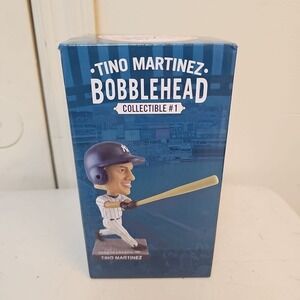 ·TINO MARTINEZ·
BOBBLEHEAD
COLLECTIBLE #1
TINO MARTINEZ